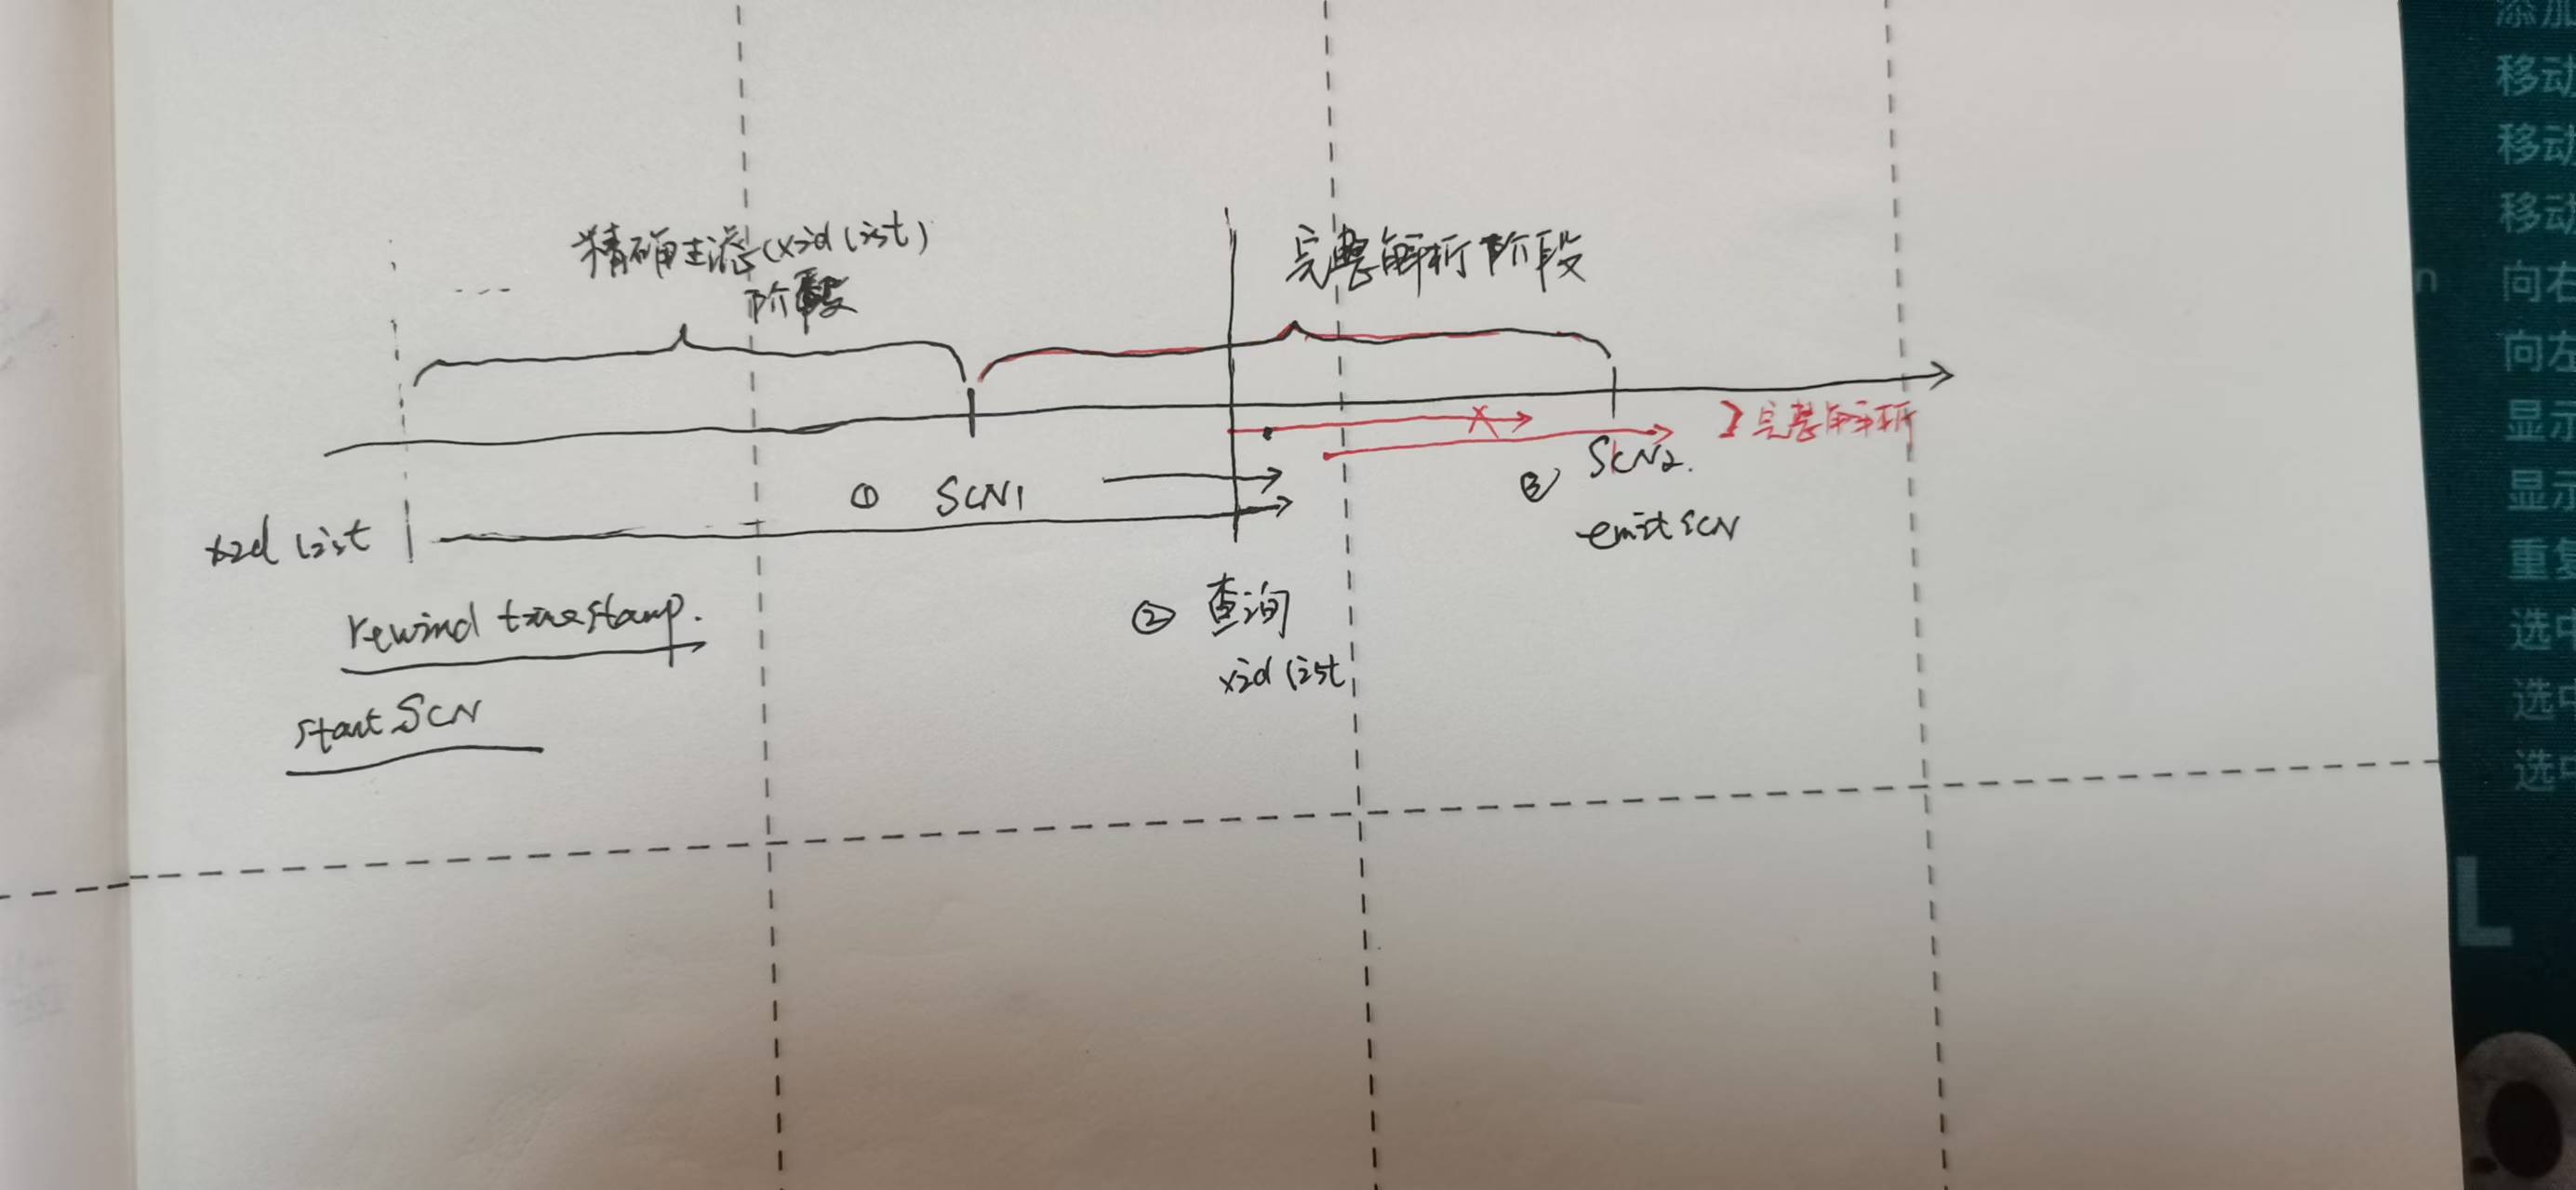 精确过滤(xid list)
阶段
完整解析阶段
完整解析
① SCN1
③ SCN2.
emit SCN
xid list
rewind timestamp.
start SCN
② 查询
xid list
移动
移动
移动
向右
向左
显示
显示
重复
选中
选中
选中
L